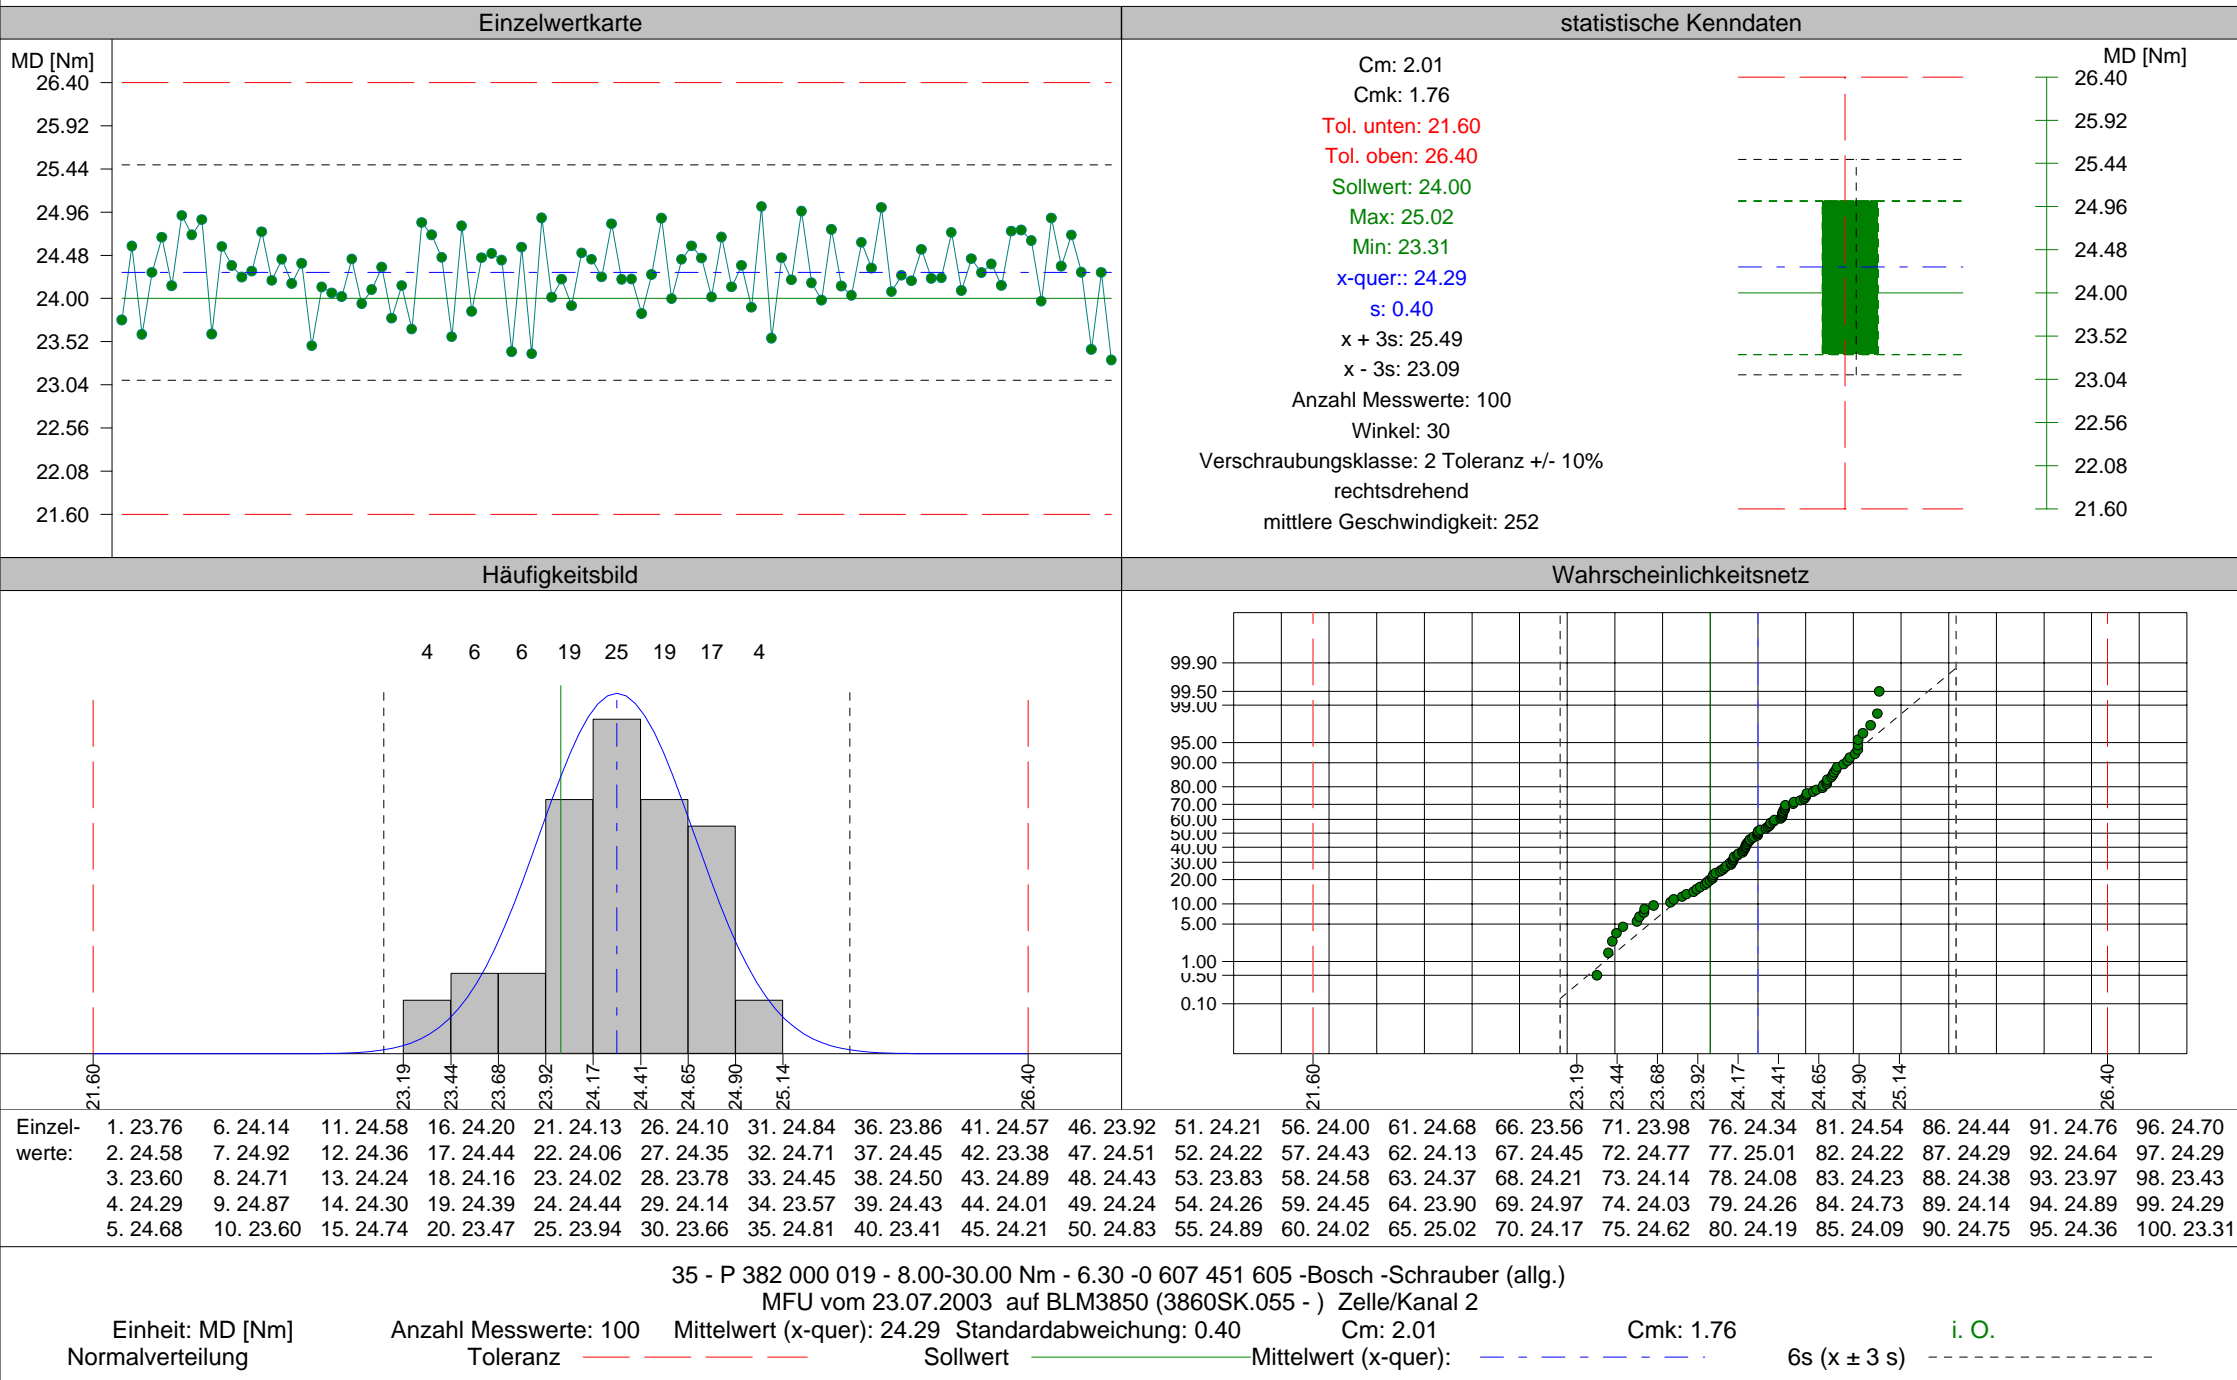 Einzelwertkarte
MD [Nm]
26.40
25.92
25.44
24.96
24.48
24.00
23.52
23.04
22.56
22.08
21.60
statistische Kenndaten
Cm: 2.01
Cmk: 1.76
Tol. unten: 21.60
Tol. oben: 26.40
Sollwert: 24.00
Max: 25.02
Min: 23.31
x-quer:: 24.29
s: 0.40
x + 3s: 25.49
x - 3s: 23.09
Anzahl Messwerte: 100
Winkel: 30
Verschraubungsklasse: 2 Toleranz +/- 10%
rechtsdrehend
mittlere Geschwindigkeit: 252
MD [Nm]
26.40
25.92
25.44
24.96
24.48
24.00
23.52
23.04
22.56
22.08
21.60
Häufigkeitsbild
4 6 6 19 25 19 17 4
21.60 23.19 23.44 23.68 23.92 24.17 24.41 24.65 24.90 25.14 26.40
Wahrscheinlichkeitsnetz
99.90
99.50
99.00
95.00
90.00
80.00
70.00
60.00
50.00
40.00
30.00
20.00
10.00
5.00
1.00
0.50
0.10
21.60 23.19 23.44 23.68 23.92 24.17 24.41 24.65 24.90 25.14 26.40
Einzel- 1. 23.76 6. 24.14 11. 24.58 16. 24.20 21. 24.13 26. 24.10 31. 24.84 36. 23.86 41. 24.57 46. 23.92 51. 24.21 56. 24.00 61. 24.68 66. 23.56 71. 23.98 76. 24.34 81. 24.54 86. 24.44 91. 24.76 96. 24.70
werte: 2. 24.58 7. 24.92 12. 24.36 17. 24.44 22. 24.06 27. 24.35 32. 24.71 37. 24.45 42. 23.38 47. 24.51 52. 24.22 57. 24.43 62. 24.13 67. 24.45 72. 24.77 77. 25.01 82. 24.22 87. 24.29 92. 24.64 97. 24.29
3. 23.60 8. 24.71 13. 24.24 18. 24.16 23. 24.02 28. 23.78 33. 24.45 38. 24.50 43. 24.89 48. 24.43 53. 23.83 58. 24.58 63. 24.37 68. 24.21 73. 24.14 78. 24.08 83. 24.23 88. 24.38 93. 23.97 98. 23.43
4. 24.29 9. 24.87 14. 24.30 19. 24.39 24. 24.44 29. 24.14 34. 23.57 39. 24.43 44. 24.01 49. 24.24 54. 24.26 59. 24.45 64. 23.90 69. 24.97 74. 24.03 79. 24.26 84. 24.73 89. 24.14 94. 24.89 99. 24.29
5. 24.68 10. 23.60 15. 24.74 20. 23.47 25. 23.94 30. 23.66 35. 24.81 40. 23.41 45. 24.21 50. 24.83 55. 24.89 60. 24.02 65. 25.02 70. 24.17 75. 24.62 80. 24.19 85. 24.09 90. 24.75 95. 24.36 100. 23.31
35 - P 382 000 019 - 8.00-30.00 Nm - 6.30 -0 607 451 605 -Bosch -Schrauber (allg.)
MFU vom 23.07.2003 auf BLM3850 (3860SK.055 - ) Zelle/Kanal 2
Einheit: MD [Nm] Anzahl Messwerte: 100 Mittelwert (x-quer): 24.29 Standardabweichung: 0.40 Cm: 2.01 Cmk: 1.76 i. O.
Normalverteilung Toleranz Sollwert Mittelwert (x-quer): 6s (x ± 3 s)